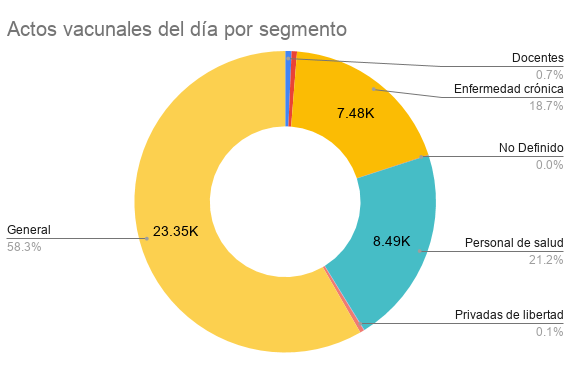 Actos vacunales del día por segmento
Docentes
0.7%
Enfermedad crónica
18.7%
7.48K
No Definido
0.0%
General
58.3%
23.35K
8.49K
Personal de salud
21.2%
Privadas de libertad
0.1%